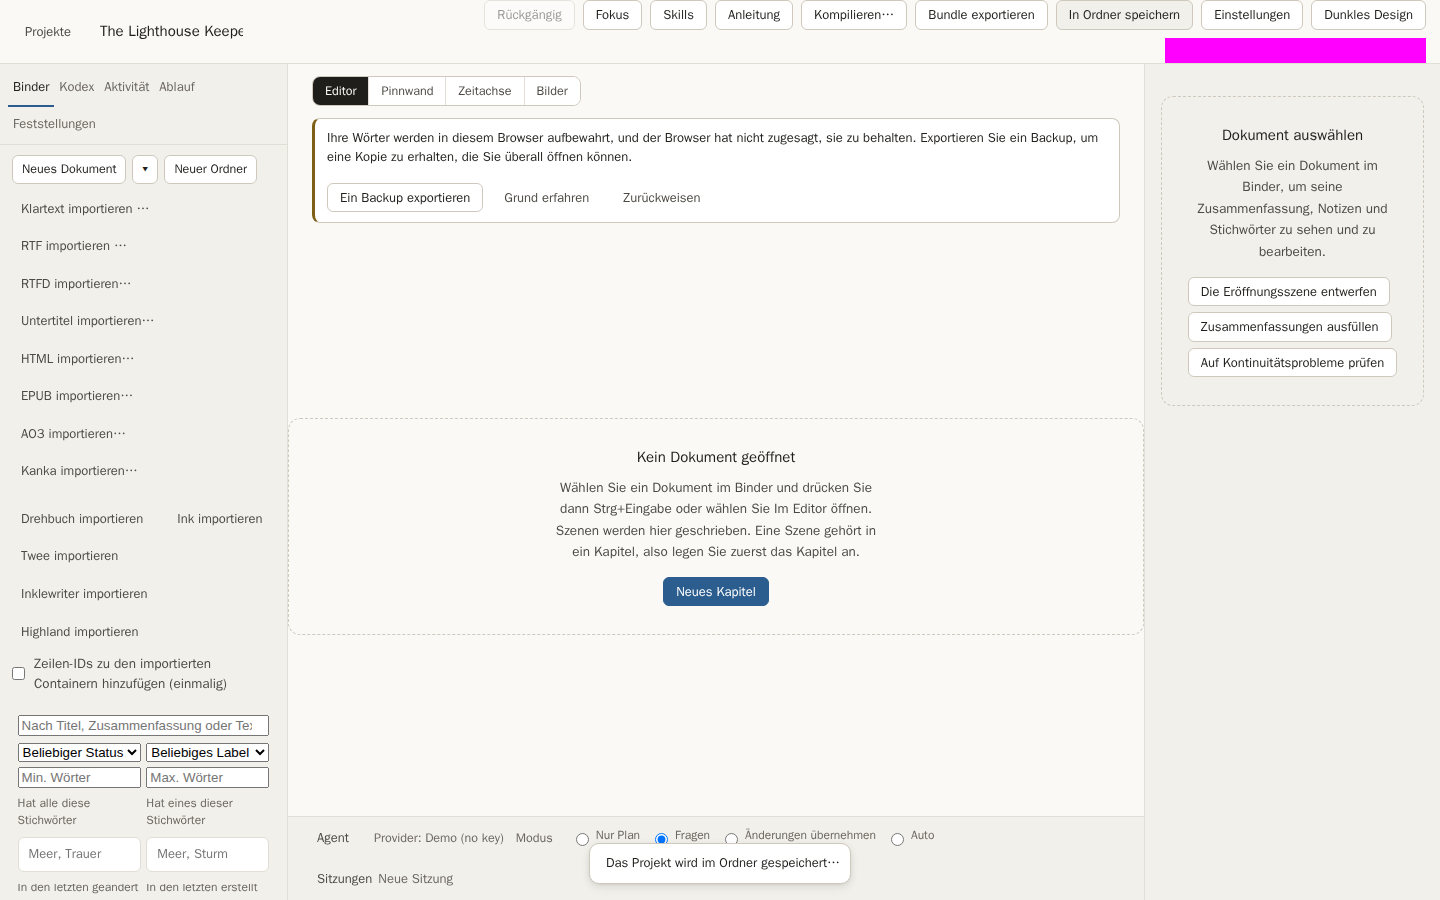 Projekte
The Lighthouse Keepe
Rückgängig
Fokus
Skills
Anleitung
Kompilieren…
Bundle exportieren
In Ordner speichern
Einstellungen
Dunkles Design
Binder Kodex Aktivität Ablauf
Feststellungen
Neues Dokument
Neuer Ordner
Klartext importieren …
RTF importieren …
RTFD importieren…
Untertitel importieren…
HTML importieren…
EPUB importieren…
AO3 importieren…
Kanka importieren…
Drehbuch importieren
Ink importieren
Twee importieren
Inklewriter importieren
Highland importieren
Zeilen-IDs zu den importierten
Containern hinzufügen (einmalig)
Nach Titel, Zusammenfassung oder Tex
Beliebiger Status
Beliebiges Label
Min. Wörter
Max. Wörter
Hat alle diese
Stichwörter
Hat eines dieser
Stichwörter
Meer, Trauer
Meer, Sturm
In den letzten geändert
In den letzten erstellt
Editor
Pinnwand
Zeitachse
Bilder
Ihre Wörter werden in diesem Browser aufbewahrt, und der Browser hat nicht zugesagt, sie zu behalten. Exportieren Sie ein Backup, um
eine Kopie zu erhalten, die Sie überall öffnen können.
Ein Backup exportieren
Grund erfahren
Zurückweisen
Kein Dokument geöffnet
Wählen Sie ein Dokument im Binder und drücken Sie
dann Strg+Eingabe oder wählen Sie Im Editor öffnen.
Szenen werden hier geschrieben. Eine Szene gehört in
ein Kapitel, also legen Sie zuerst das Kapitel an.
Neues Kapitel
Agent
Provider: Demo (no key)
Modus
Nur Plan
Fragen
Änderungen übernehmen
Auto
Das Projekt wird im Ordner gespeichert…
Sitzungen
Neue Sitzung
Dokument auswählen
Wählen Sie ein Dokument im
Binder, um seine
Zusammenfassung, Notizen und
Stichwörter zu sehen und zu
bearbeiten.
Die Eröffnungsszene entwerfen
Zusammenfassungen ausfüllen
Auf Kontinuitätsprobleme prüfen